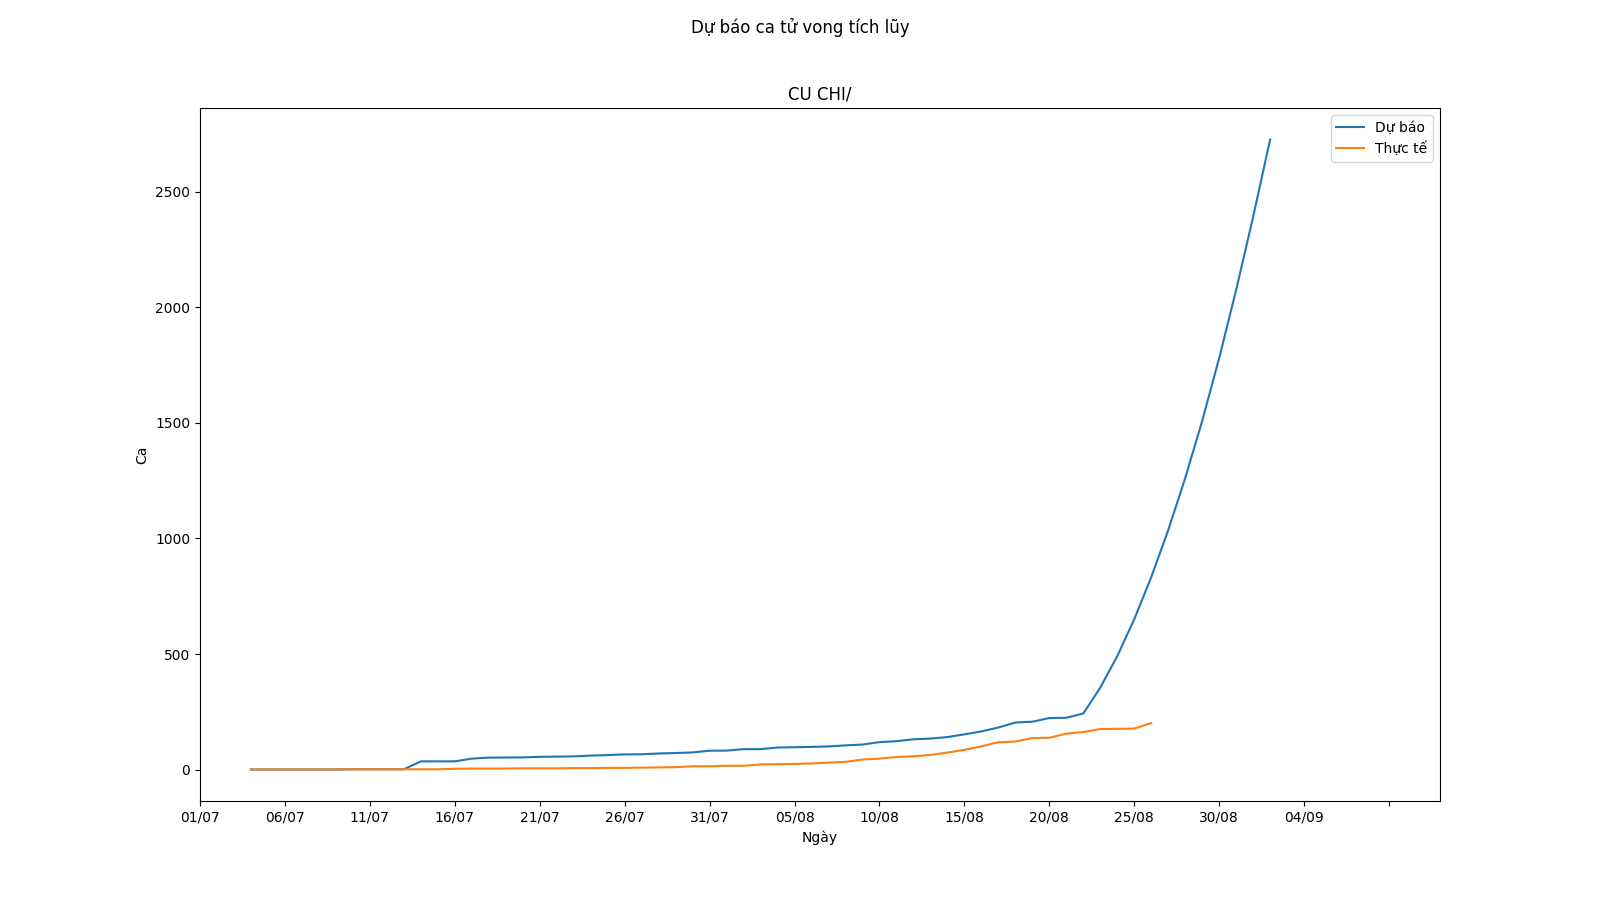 Dự báo ca tử vong tích lũy
CU CHI/
Dự báo
Thực tế
2500
2000
1500
1000
500
0
Ca
01/07 06/07 11/07 16/07 21/07 26/07 31/07 05/08 10/08 15/08 20/08 25/08 30/08 04/09
Ngày